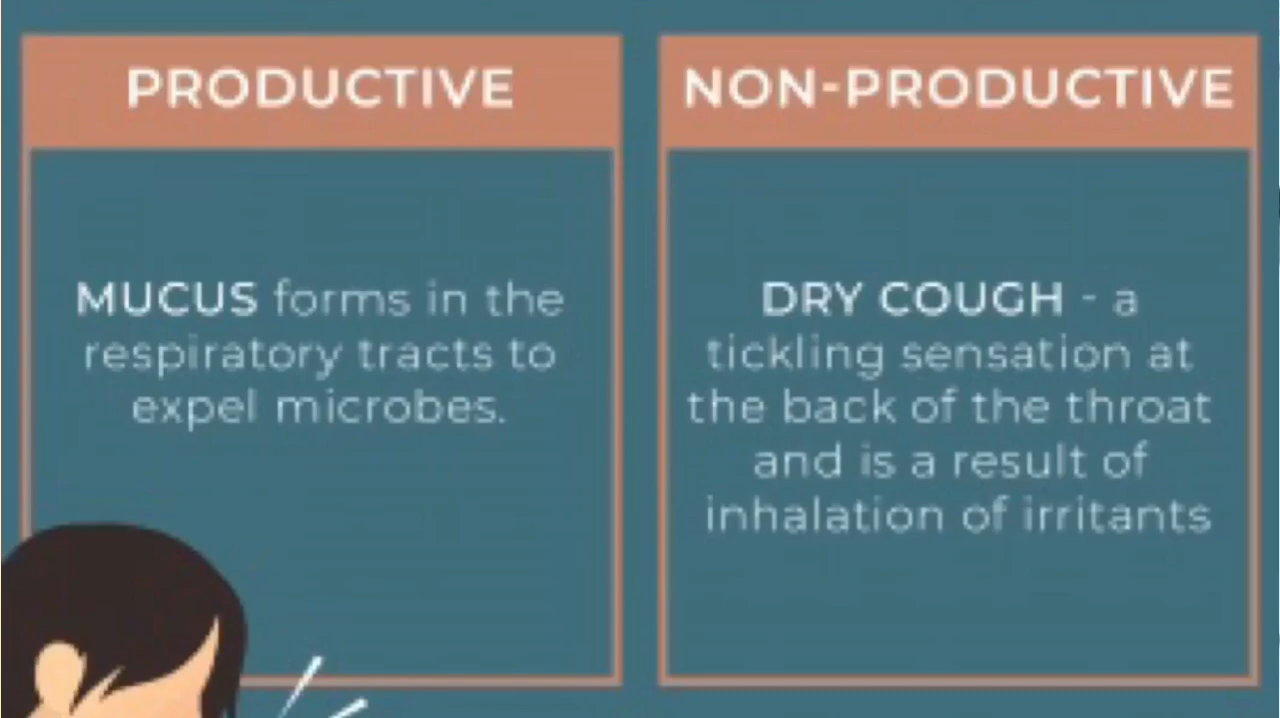 PRODUCTIVE
MUCUS forms in the
respiratory tracts to
expel microbes.
NON-PRODUCTIVE
DRY COUGH - a
tickling sensation at
the back of the throat
and is a result of
inhalation of irritants